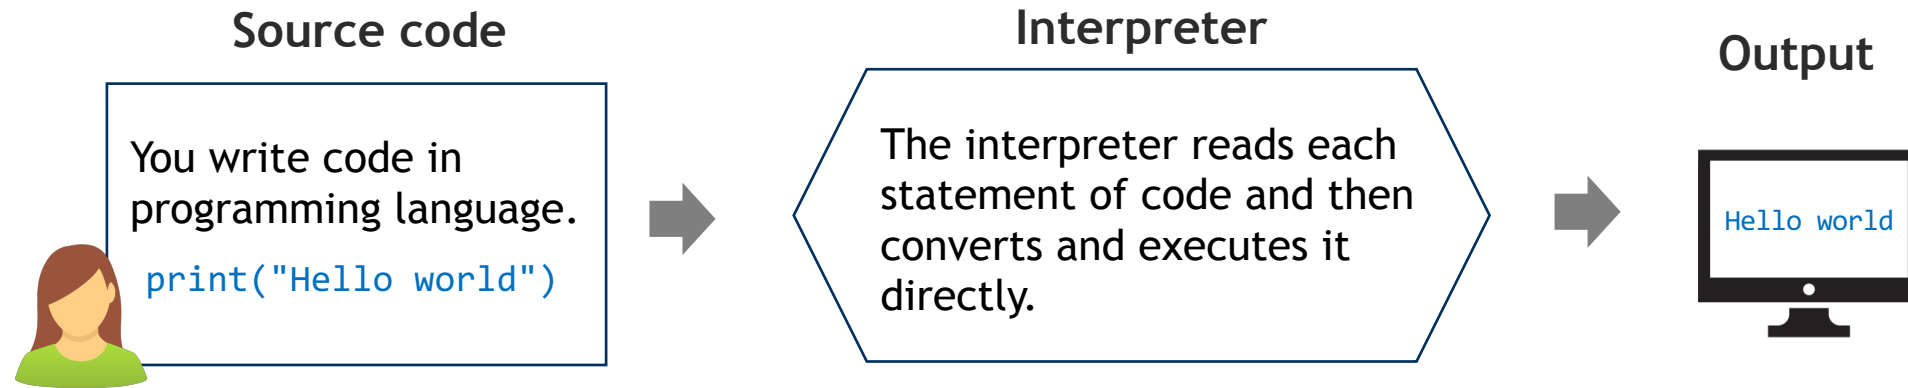 Source code
You write code in
programming language.
print("Hello world")
Interpreter
The interpreter reads each
statement of code and then
converts and executes it
directly.
Output
Hello world